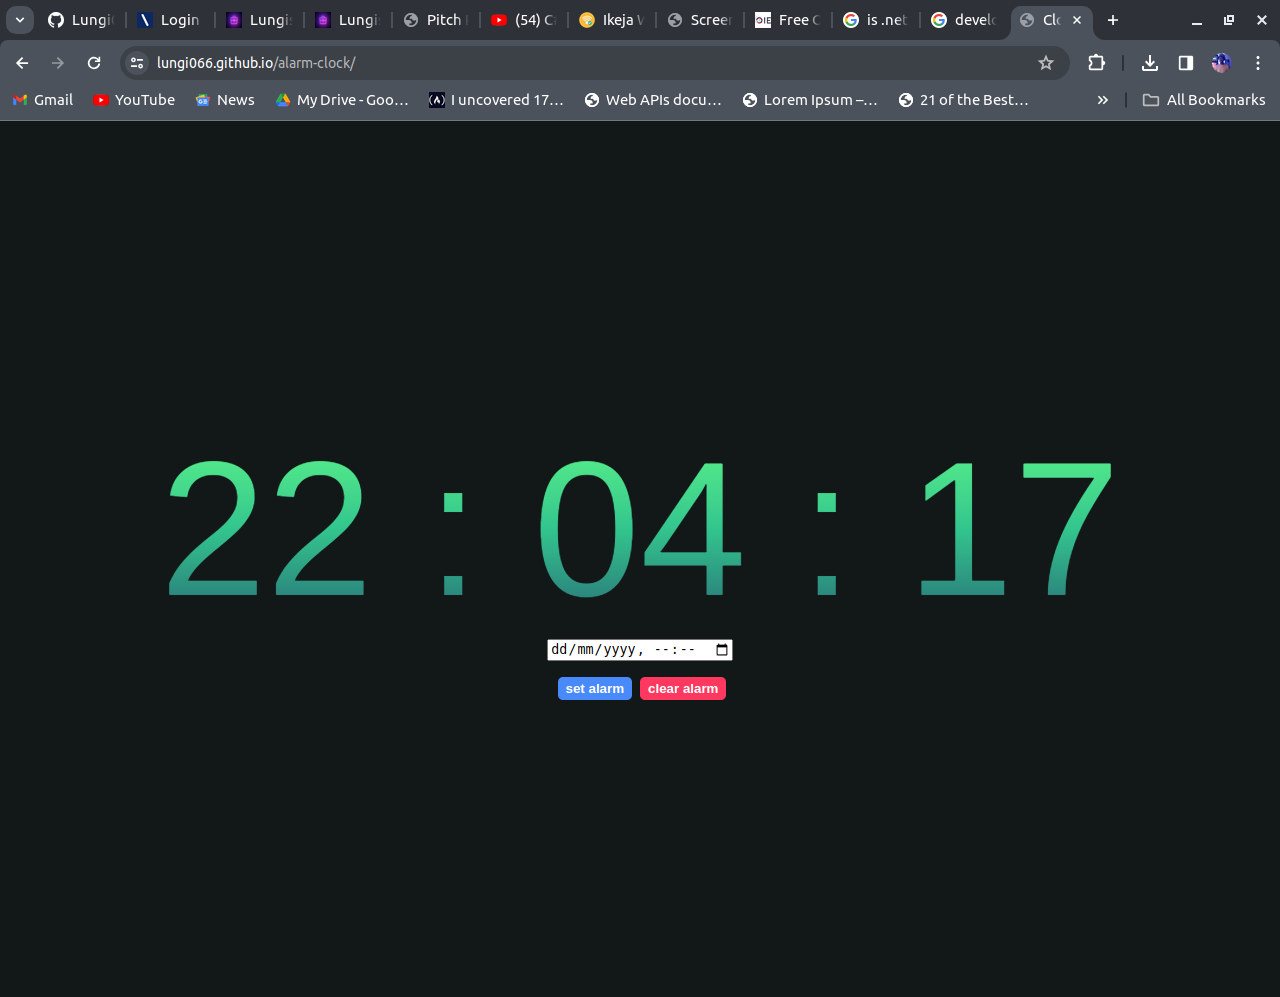 Lungi Login Lungi Lungi Pitch (54) Ikeja Screen Free is .net develo Clo
lungi066.github.io/alarm-clock/
Gmail YouTube News My Drive - Goo... I uncovered 17... Web APIs docu... Lorem Ipsum –... 21 of the Best... » All Bookmarks
22 : 04 : 17
dd/mm/yyyy, --:--
set alarm clear alarm